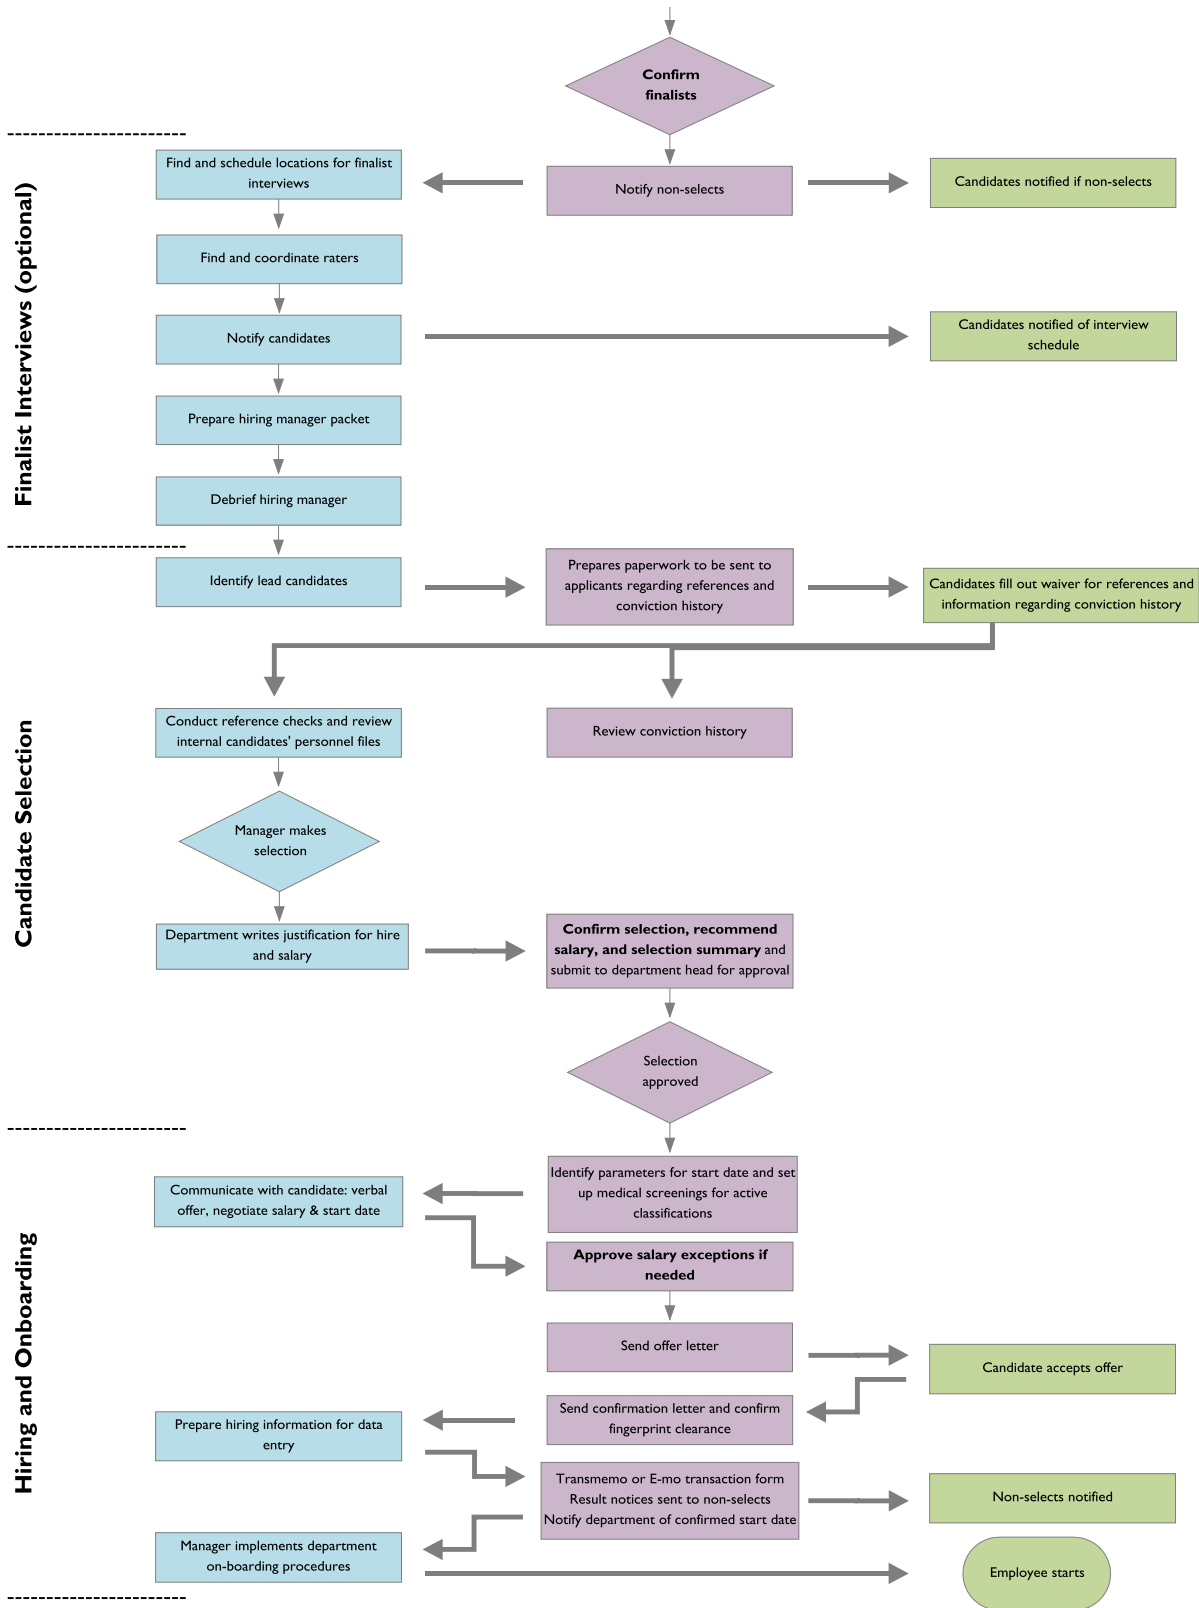 Confirm
finalists
Finalist Interviews (optional)
Find and schedule locations for finalist
interviews
Notify non-selects
Candidates notified if non-selects
Find and coordinate raters
Notify candidates
Candidates notified of interview
schedule
Prepare hiring manager packet
Debrief hiring manager
Candidate Selection
Identify lead candidates
Prepares paperwork to be sent to
applicants regarding references and
conviction history
Candidates fill out waiver for references and
information regarding conviction history
Conduct reference checks and review
internal candidates' personnel files
Review conviction history
Manager makes
selection
Department writes justification for hire
and salary
Confirm selection, recommend
salary, and selection summary and
submit to department head for approval
Selection
approved
Hiring and Onboarding
Identify parameters for start date and set
up medical screenings for active
classifications
Communicate with candidate: verbal
offer, negotiate salary & start date
Approve salary exceptions if
needed
Send offer letter
Candidate accepts offer
Send confirmation letter and confirm
fingerprint clearance
Prepare hiring information for data
entry
Transmemo or E-mo transaction form
Result notices sent to non-selects
Notify department of confirmed start date
Non-selects notified
Manager implements department
on-boarding procedures
Employee starts